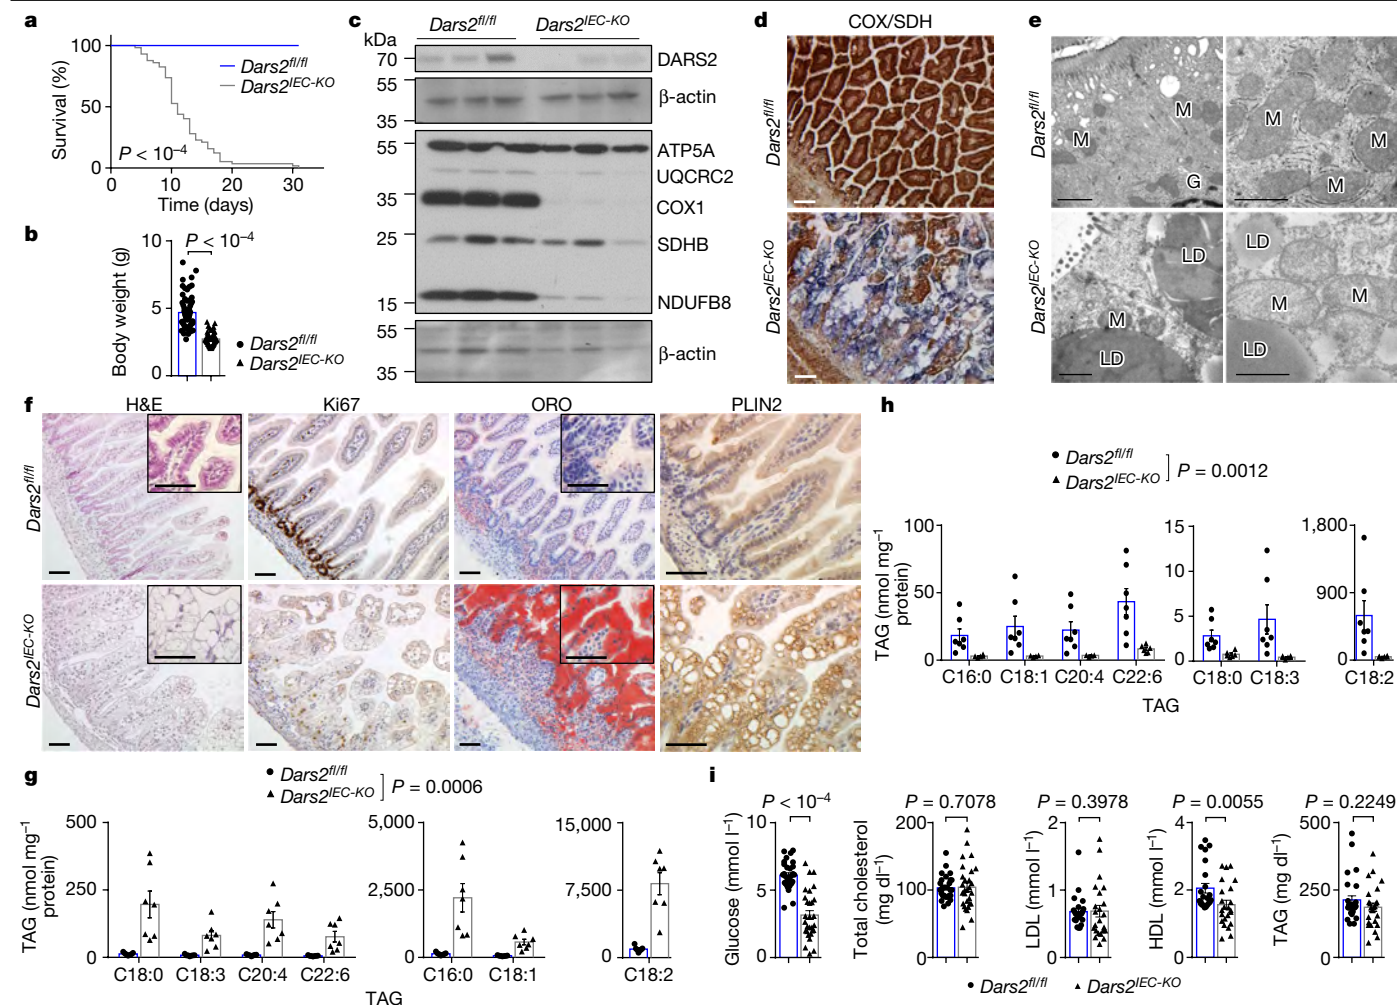 a
Survival (%)
100
50
0
Dars2fl/fl
Dars2IEC-KO
P < 10–4
0 10 20 30
Time (days)
b
Body weight (g)
10
5
0
P < 10–4
Dars2fl/fl
Dars2IEC-KO
c
Dars2fl/fl Dars2IEC-KO
kDa
70
DARS2
55
35
β-actin
55
ATP5A
UQCRC2
35
COX1
25
SDHB
15
NDUFB8
55
35
β-actin
d
COX/SDH
Dars2fl/fl
Dars2IEC-KO
e
Dars2fl/fl
M M G
M M M
Dars2IEC-KO
LD M LD
LD M M LD
f
H&E Ki67 ORO PLIN2
Dars2fl/fl
Dars2IEC-KO
h
Dars2fl/fl
Dars2IEC-KO
P = 0.0012
TAG (nmol mg–1
protein)
100
50
0
C16:0 C18:1 C20:4 C22:6
15
10
5
0
C18:0 C18:3
1,800
900
0
C18:2
TAG
g
Dars2fl/fl
Dars2IEC-KO
P = 0.0006
TAG (nmol mg–1
protein)
500
250
0
C18:0 C18:3 C20:4 C22:6
5,000
2,500
0
C16:0 C18:1
15,000
7,500
0
C18:2
TAG
i
P < 10–4
Glucose (mmol l–1)
10
5
0
P = 0.7078
Total cholesterol
(mg dl–1)
200
100
0
P = 0.3978
LDL (mmol l–1)
2
1
0
P = 0.0055
HDL (mmol l–1)
4
2
0
P = 0.2249
TAG (mg dl–1)
500
250
0
Dars2fl/fl Dars2IEC-KO